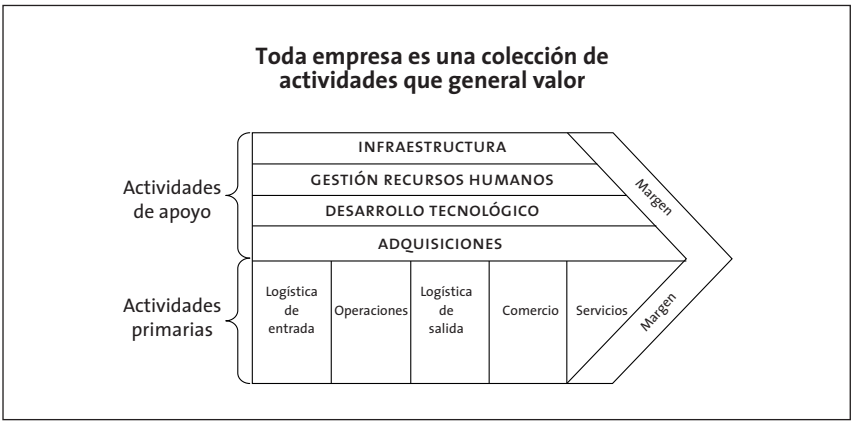 Toda empresa es una colección de
actividades que general valor
Actividades
de apoyo
INFRAESTRUCTURA
GESTIÓN RECURSOS HUMANOS
DESARROLLO TECNOLÓGICO
ADQUISICIONES
Margen
Actividades
primarias
Logística
de
entrada
Operaciones
Logística
de
salida
Comercio
Servicios
Margen